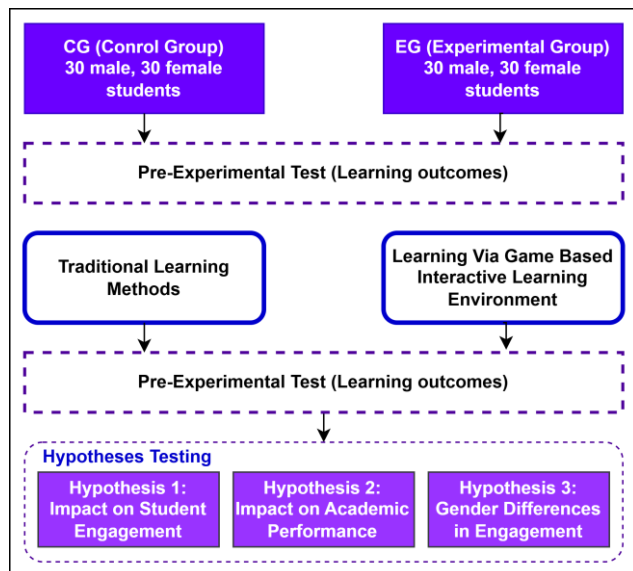 CG (Conrol Group)
30 male, 30 female
students
EG (Experimental Group)
30 male, 30 female
students
Pre-Experimental Test (Learning outcomes)
Traditional Learning
Methods
Learning Via Game Based
Interactive Learning
Environment
Pre-Experimental Test (Learning outcomes)
Hypotheses Testing
Hypothesis 1:
Impact on Student
Engagement
Hypothesis 2:
Impact on Academic
Performance
Hypothesis 3:
Gender Differences
in Engagement